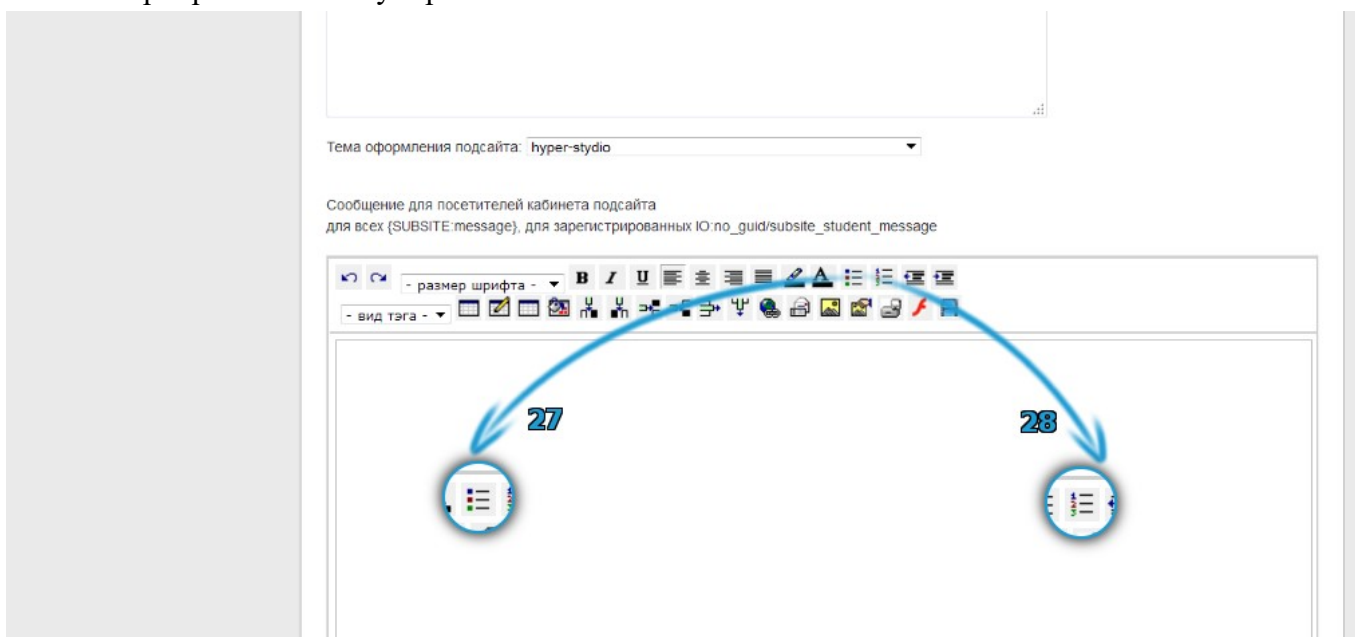 Тема оформления подсайта: hyper-stydio
Сообщение для посетителей кабинета подсайта
для всех {SUBSITE:message}, для зарегистрированных IO:no_guid/subsite_student_message
- размер шрифта - B I U A
- вид тэга -
27
28